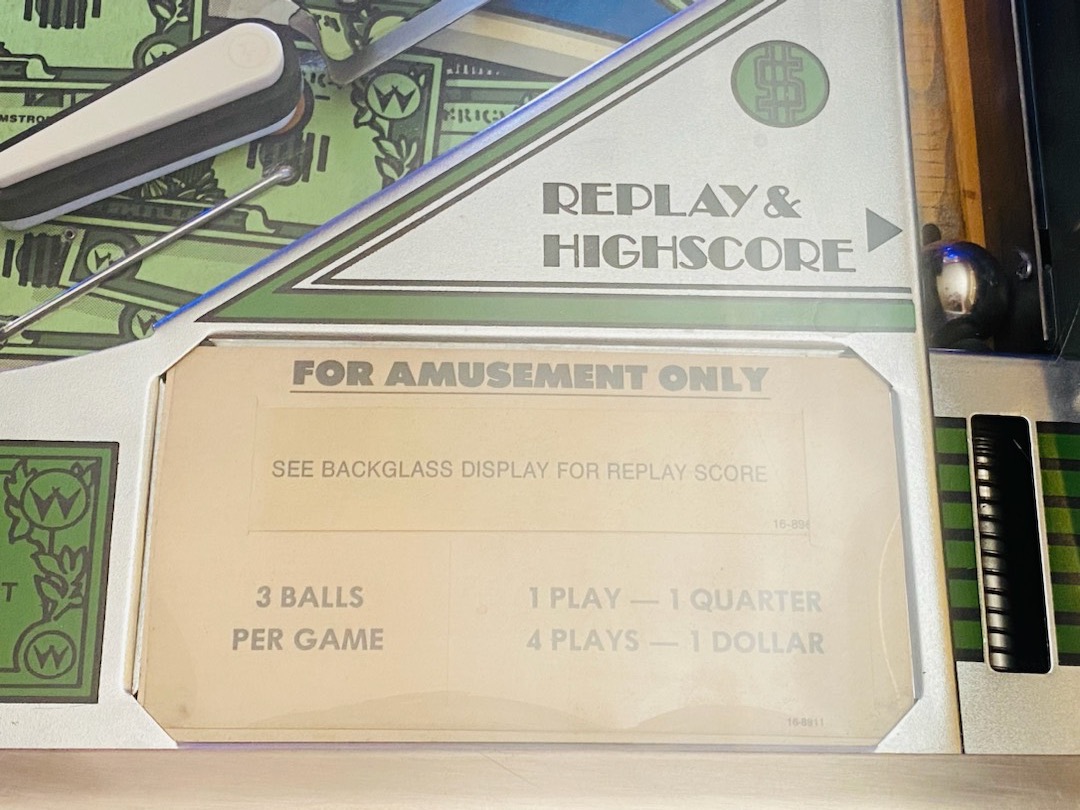 REPLAY &
HIGHSCORE
FOR AMUSEMENT ONLY
SEE BACKGLASS DISPLAY FOR REPLAY SCORE
3 BALLS
PER GAME
1 PLAY — 1 QUARTER
4 PLAYS — 1 DOLLAR
16-8911